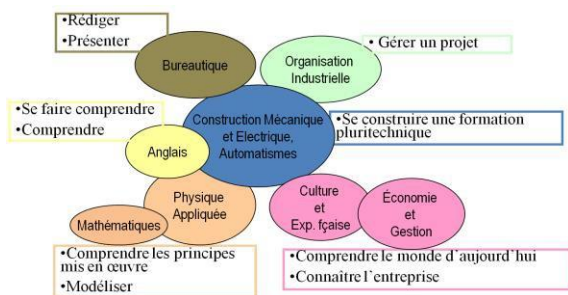 •Rédiger
•Présenter
Bureautique
Organisation
Industrielle
• Gérer un projet
•Se faire comprendre
•Comprendre
Anglais
Construction Mécanique
et Electrique,
Automatismes
•Se construire une formation
pluritechnique
Physique
Appliquée
Mathématiques
Culture
et
Exp. fçaise
Économie
et
Gestion
•Comprendre les principes
mis en œuvre
•Modéliser
•Comprendre le monde d'aujourd'hui
•Connaître l'entreprise